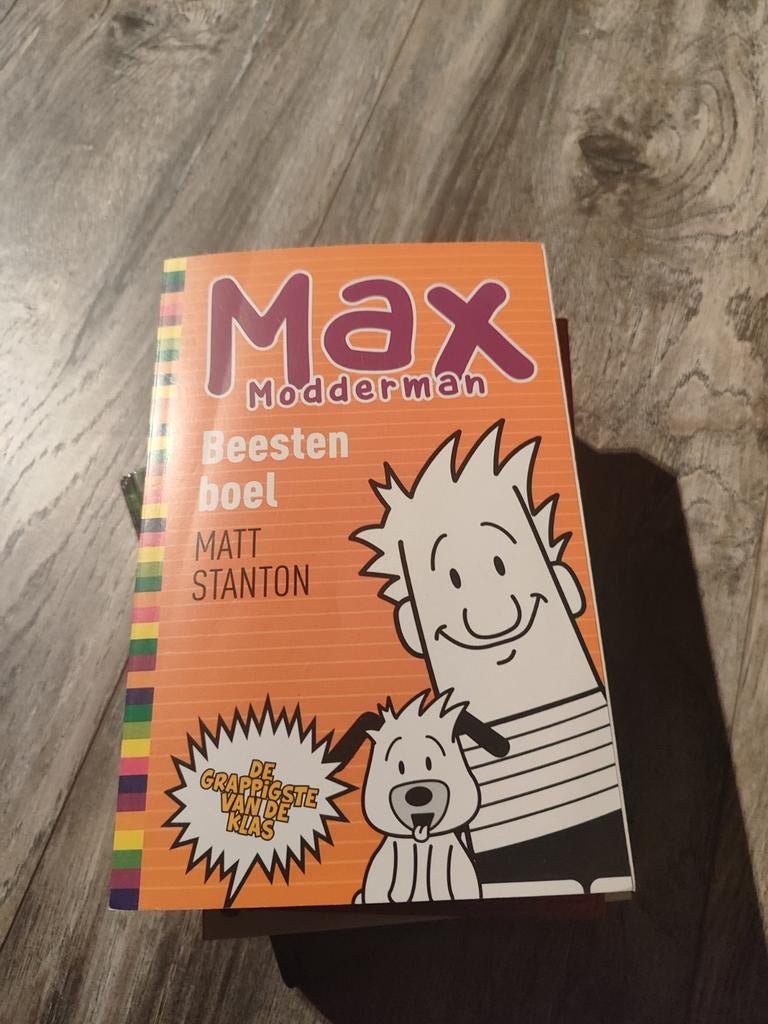 Max
Modderman
Beesten
boel
MATT
STANTON
DE
GRAPPIGSTE
VAN DE
KLAS